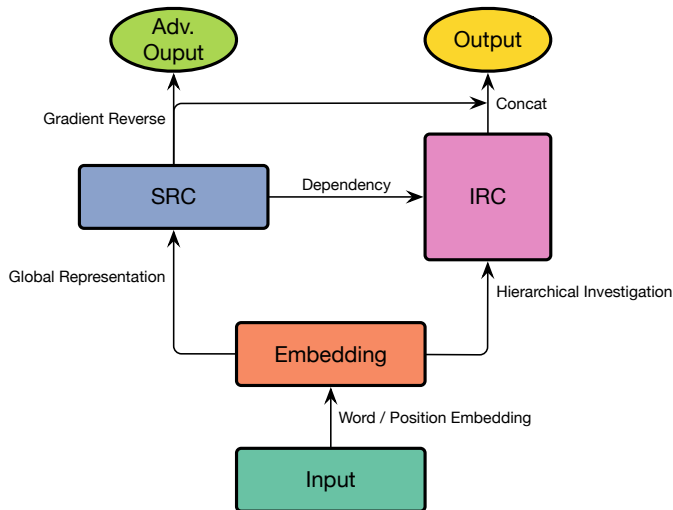 Adv.
Ouput
Output
Gradient Reverse
Concat
SRC
Dependency
IRC
Global Representation
Hierarchical Investigation
Embedding
Word / Position Embedding
Input